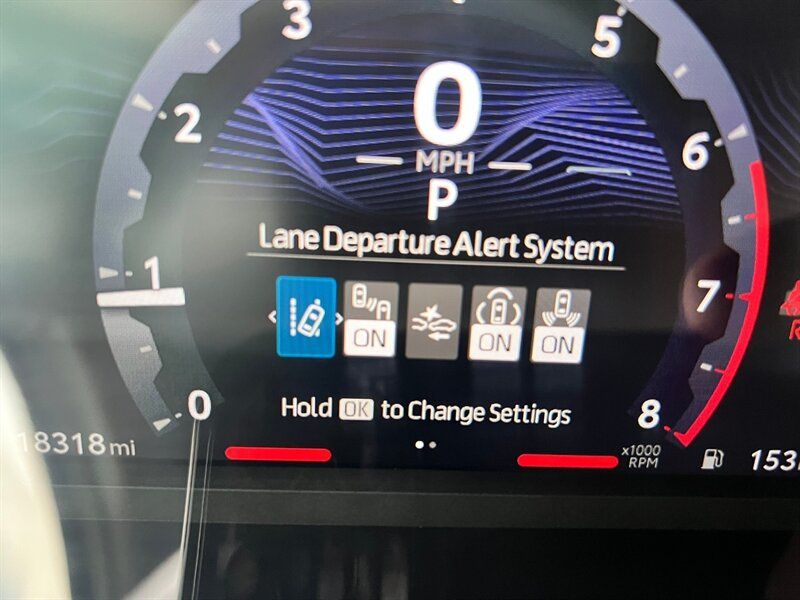 3
5
0
2
6
MPH
P
Lane Departure Alert System
1
7
ON
ON
ON
Hold OK to Change Settings
0
8
18318 mi
x1000
RPM
153